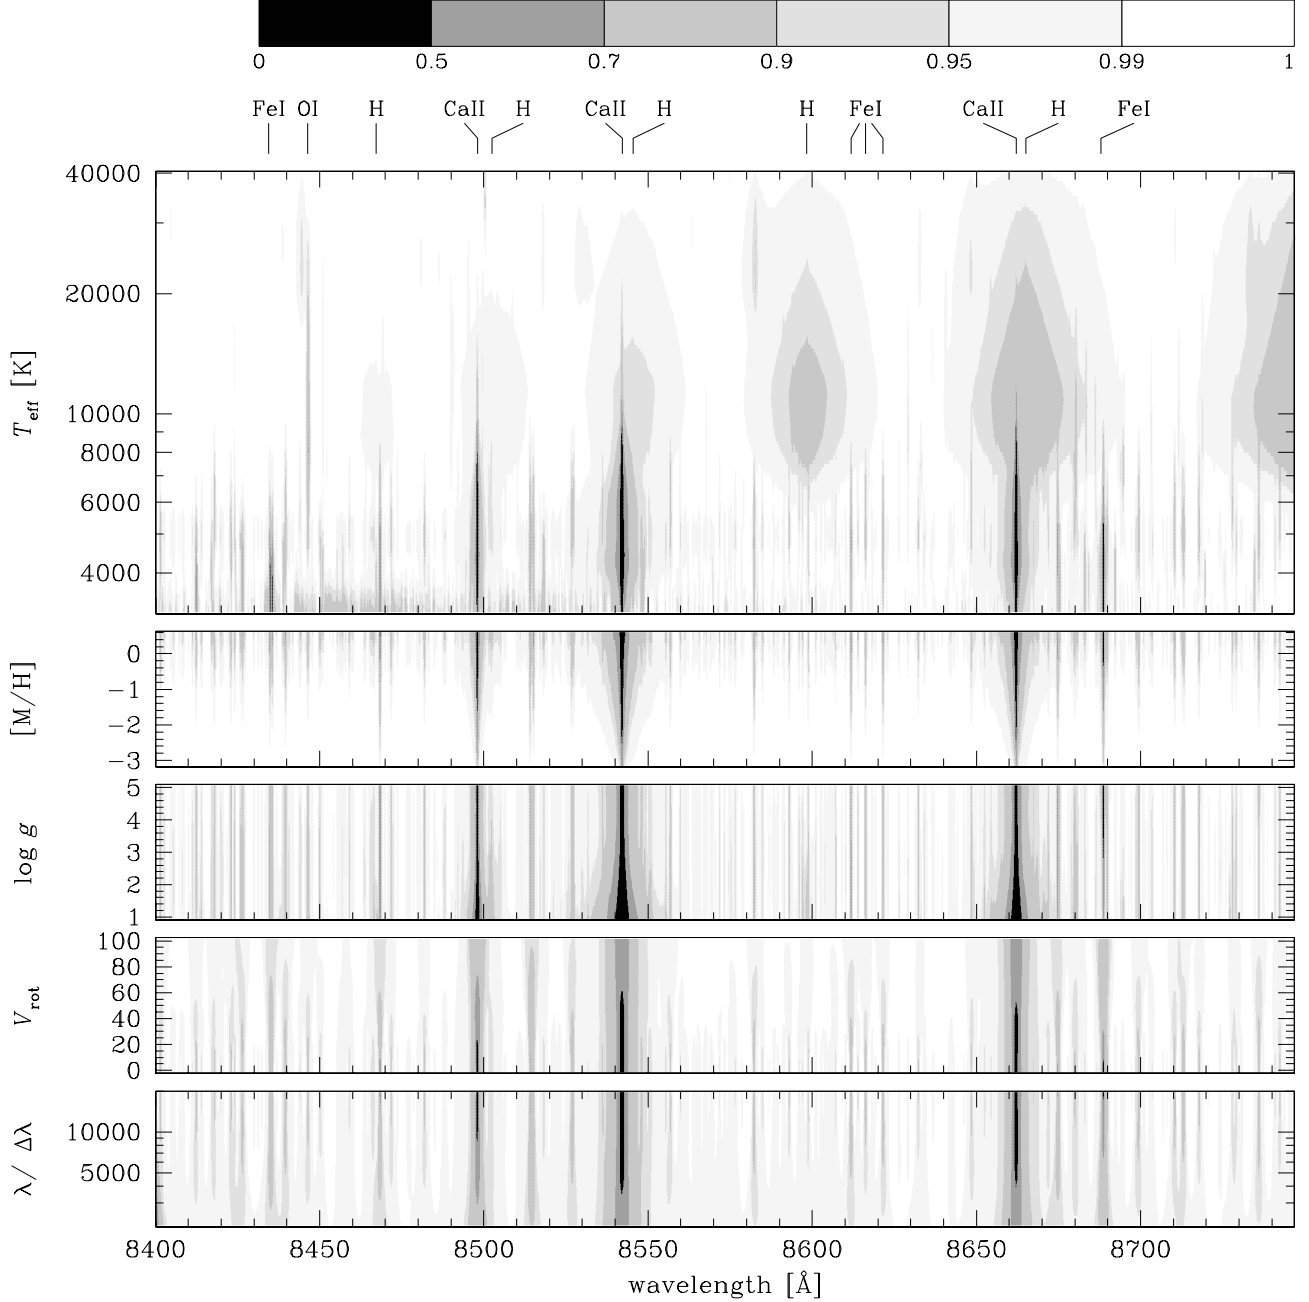 0 0.5 0.7 0.9 0.95 0.99 1
FeI OI H CaII H CaII H H FeI CaII H FeI
40000
20000
10000
8000
6000
4000
T eff [K]
0
−1
−2
−3
[M/H]
5
4
3
2
1
log g
100
80
60
40
20
0
V rot
10000
5000
λ/ Δλ
8400 8450 8500 8550 8600 8650 8700
wavelength [Å]